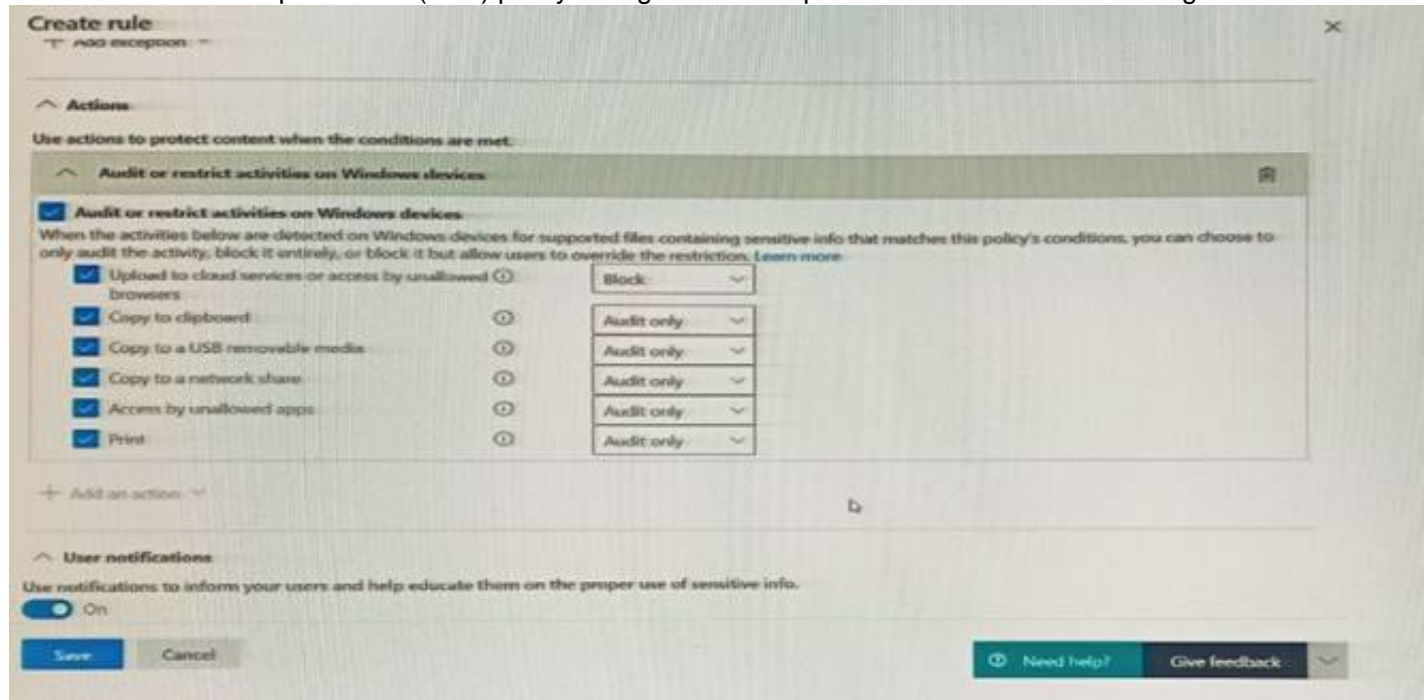 Create rule
Add exception
Actions
Use actions to protect content when the conditions are met.
Audit or restrict activities on Windows devices
Audit or restrict activities on Windows devices
When the activities below are detected on Windows devices for supported files containing sensitive info that matches this policy's conditions, you can choose to
only audit the activity, block it entirely, or block it but allow users to override the restriction. Learn more
Upload to cloud services or access by unallowed Block
browsers
Copy to clipboard Audit only
Copy to a USB removable media Audit only
Copy to a network share Audit only
Access by unallowed apps Audit only
Print Audit only
+ Add an action
User notifications
Use notifications to inform your users and help educate them on the proper use of sensitive info.
On
Save Cancel Need help? Give feedback